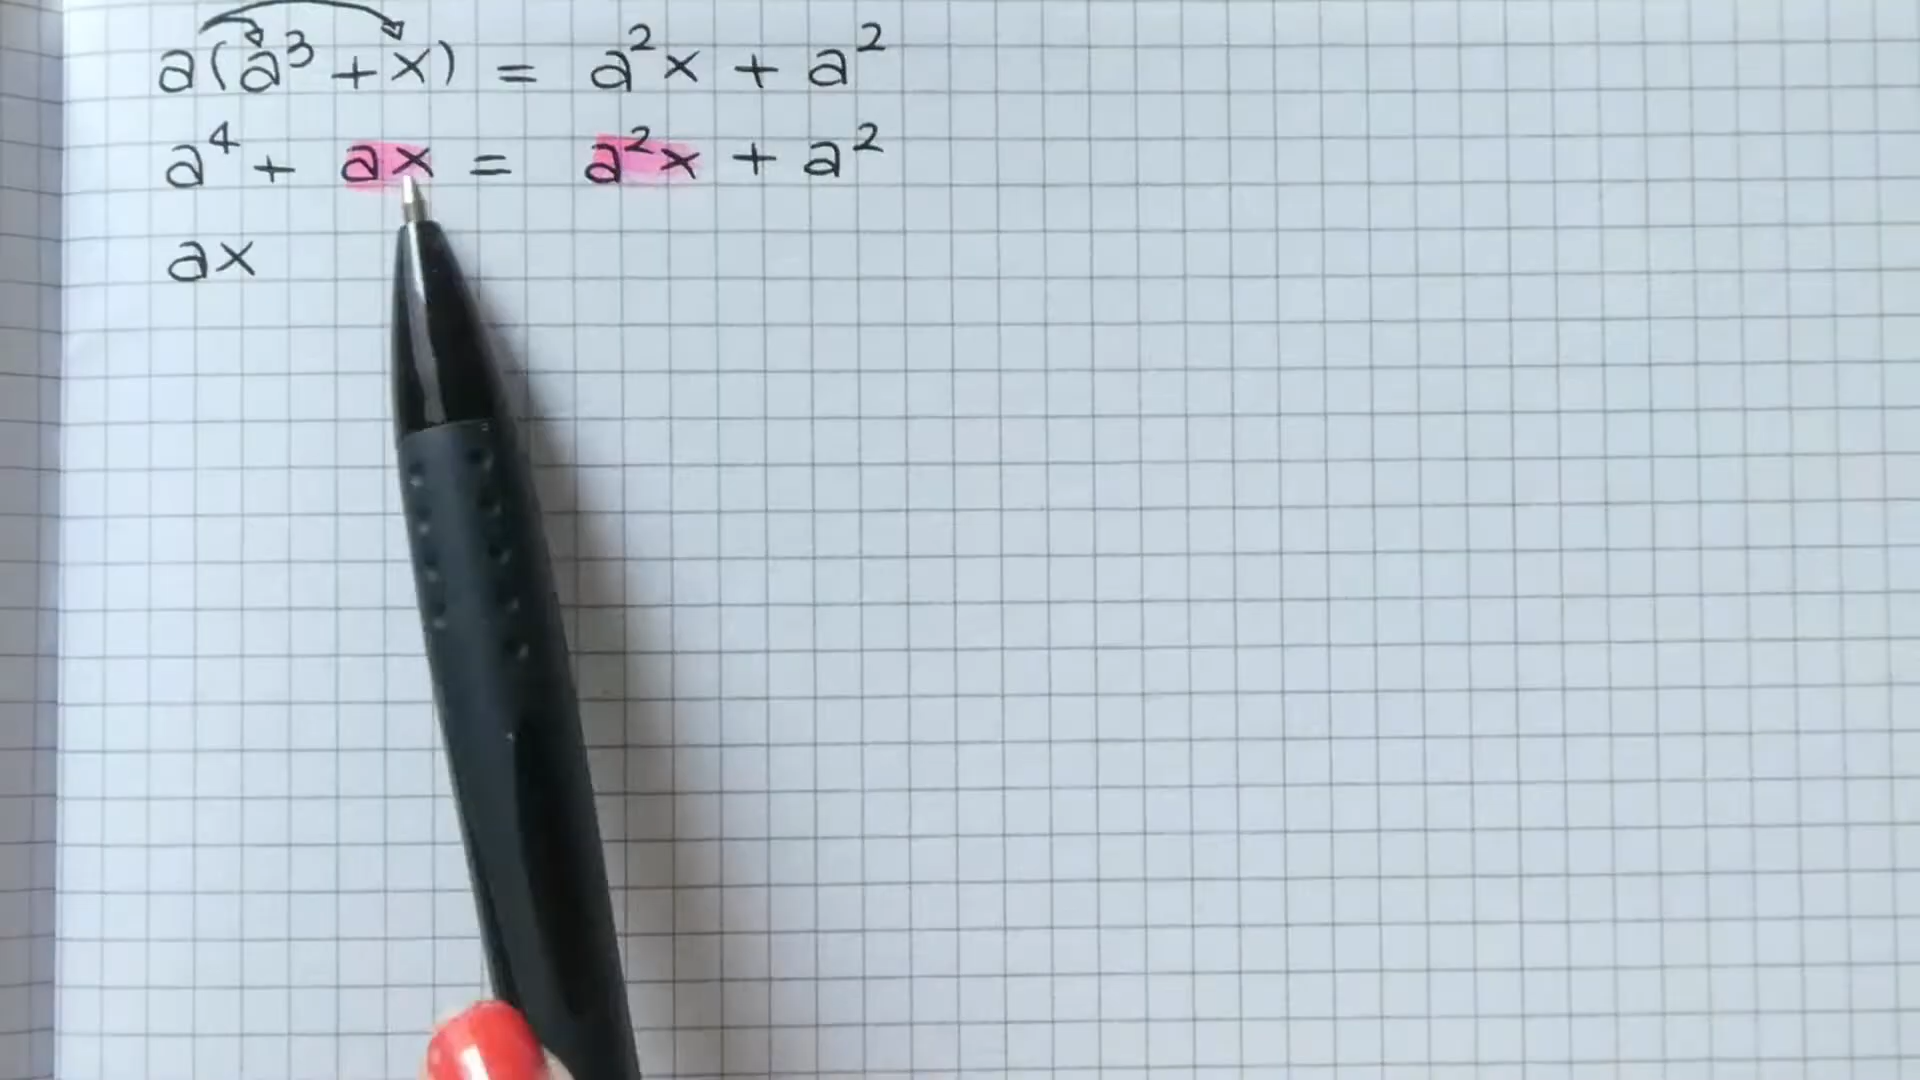 a(a³ + x) = a²x + a²
a⁴ + ax = a²x + a²
ax